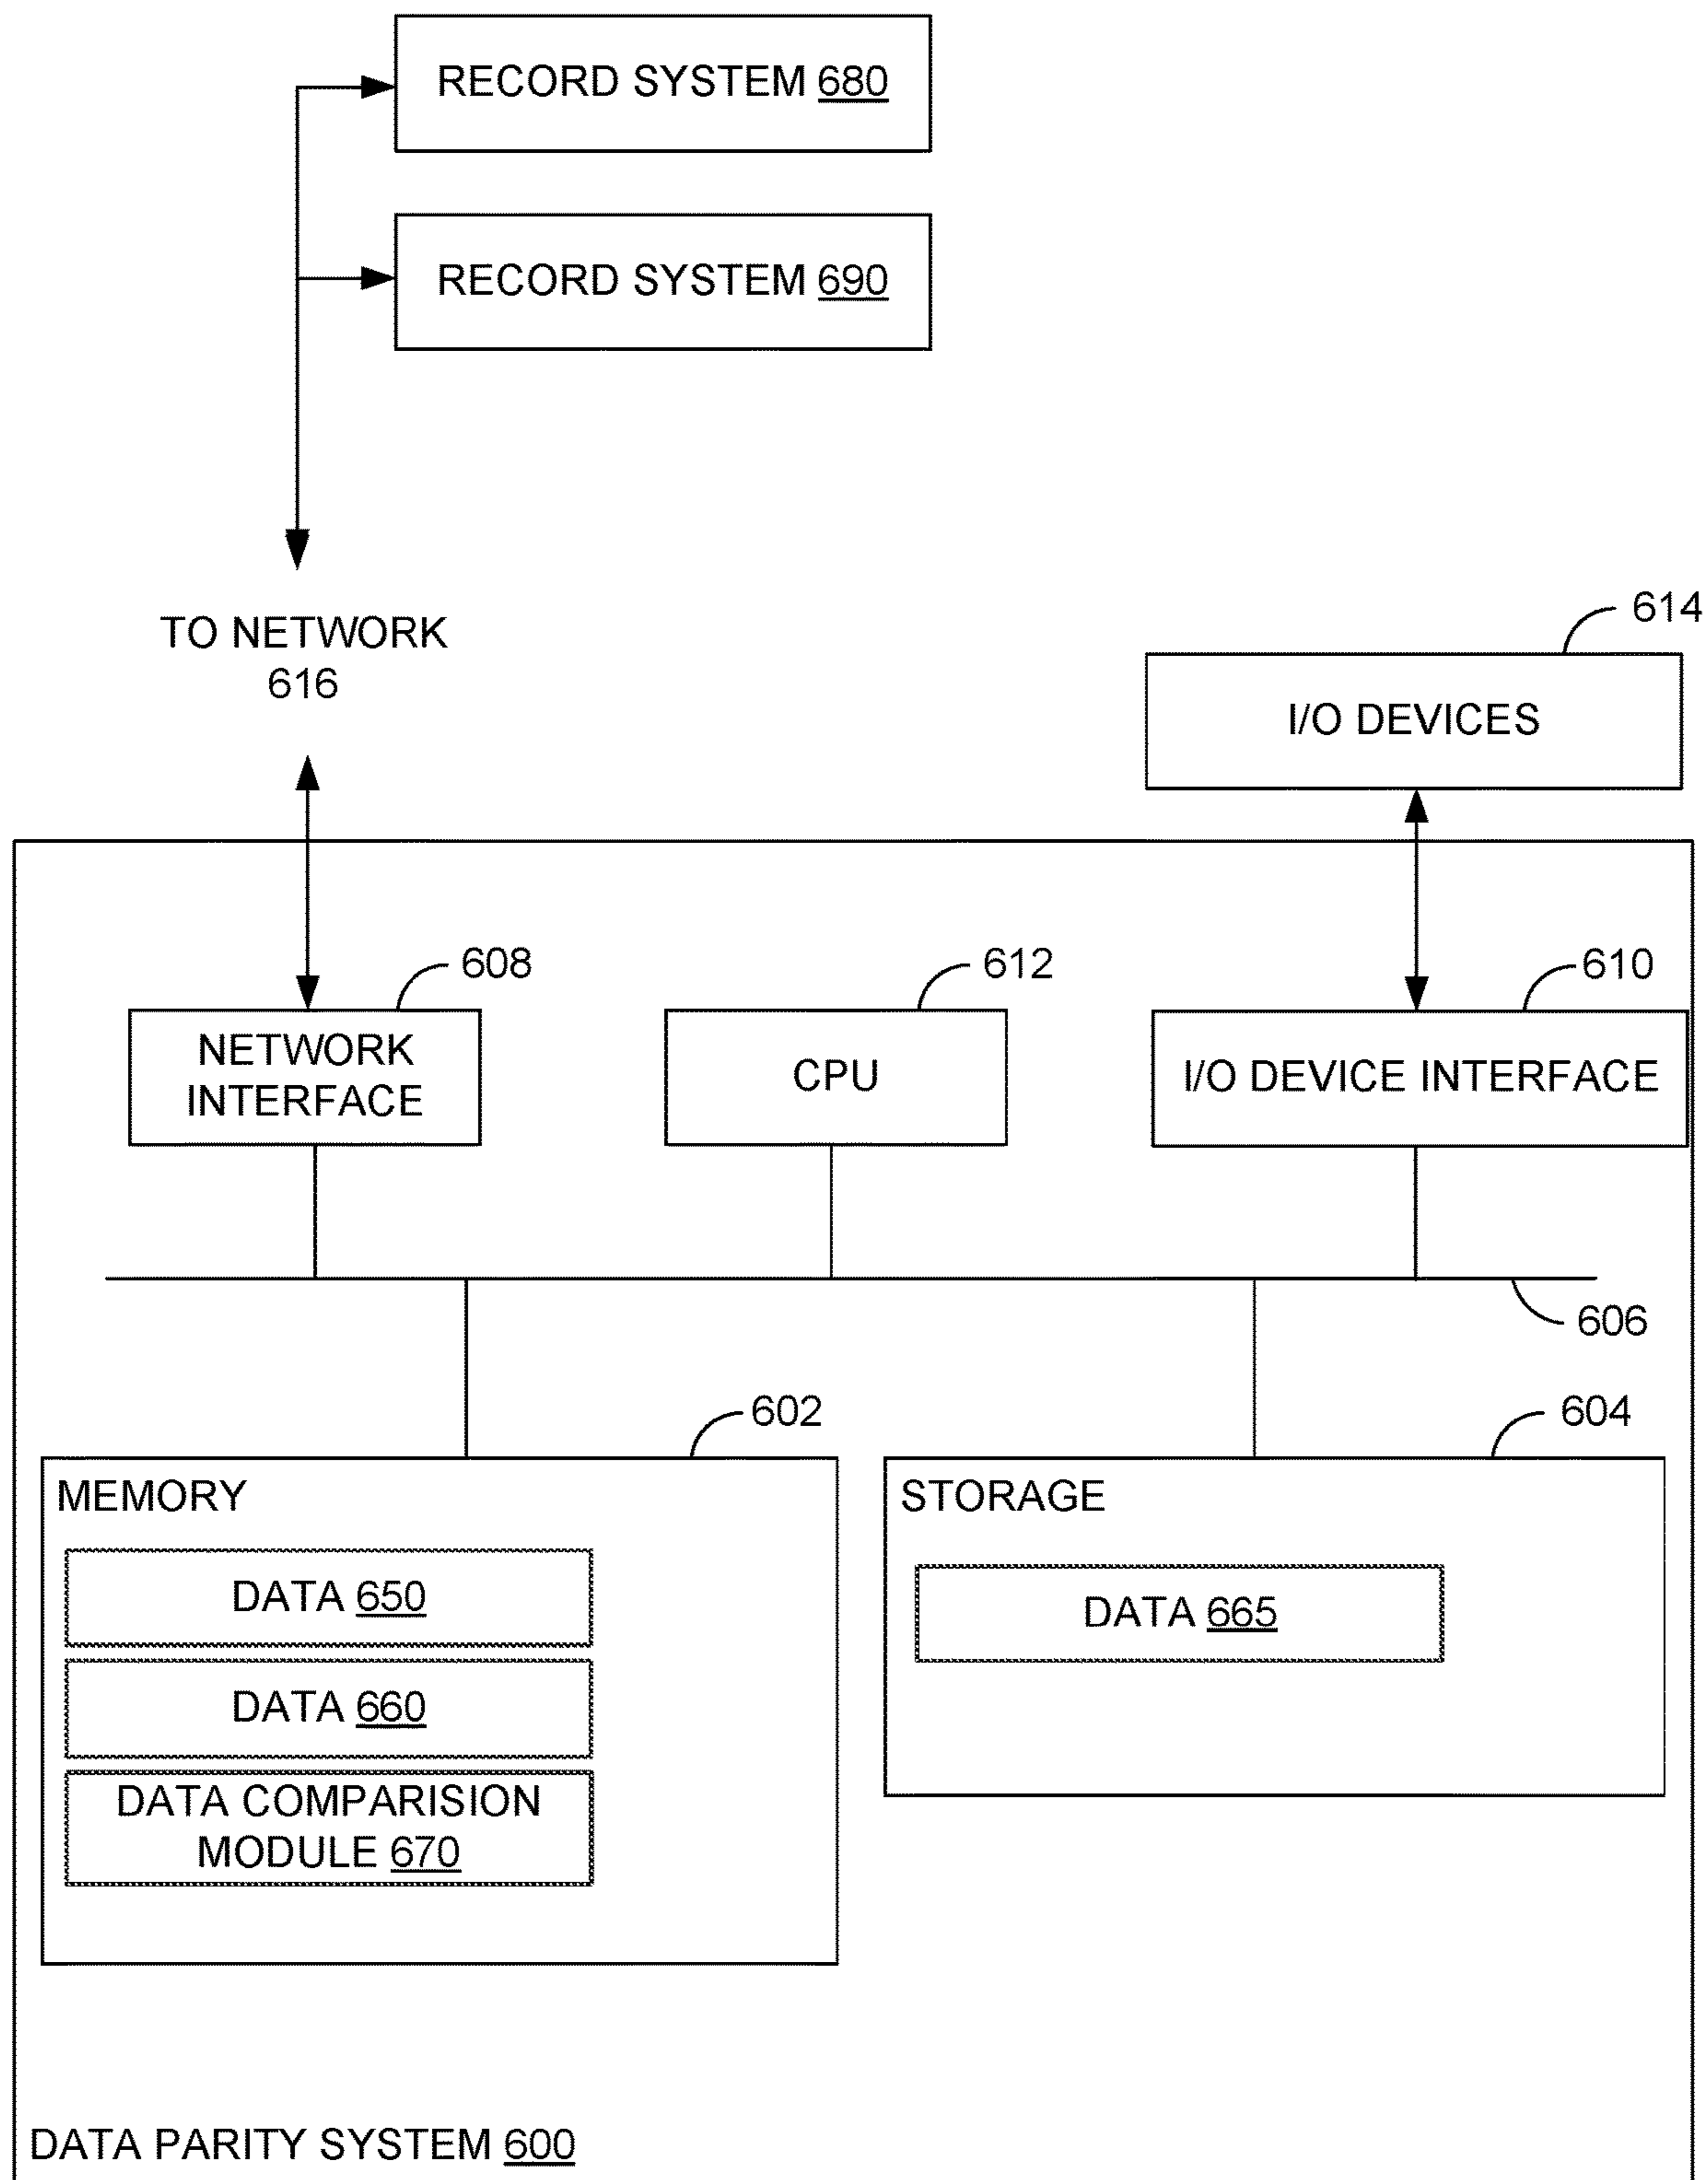 RECORD SYSTEM 680
RECORD SYSTEM 690
TO NETWORK
616
614
I/O DEVICES
608
612
610
NETWORK
INTERFACE
CPU
I/O DEVICE INTERFACE
606
602
604
MEMORY
DATA 650
DATA 660
DATA COMPARISION
MODULE 670
STORAGE
DATA 665
DATA PARITY SYSTEM 600